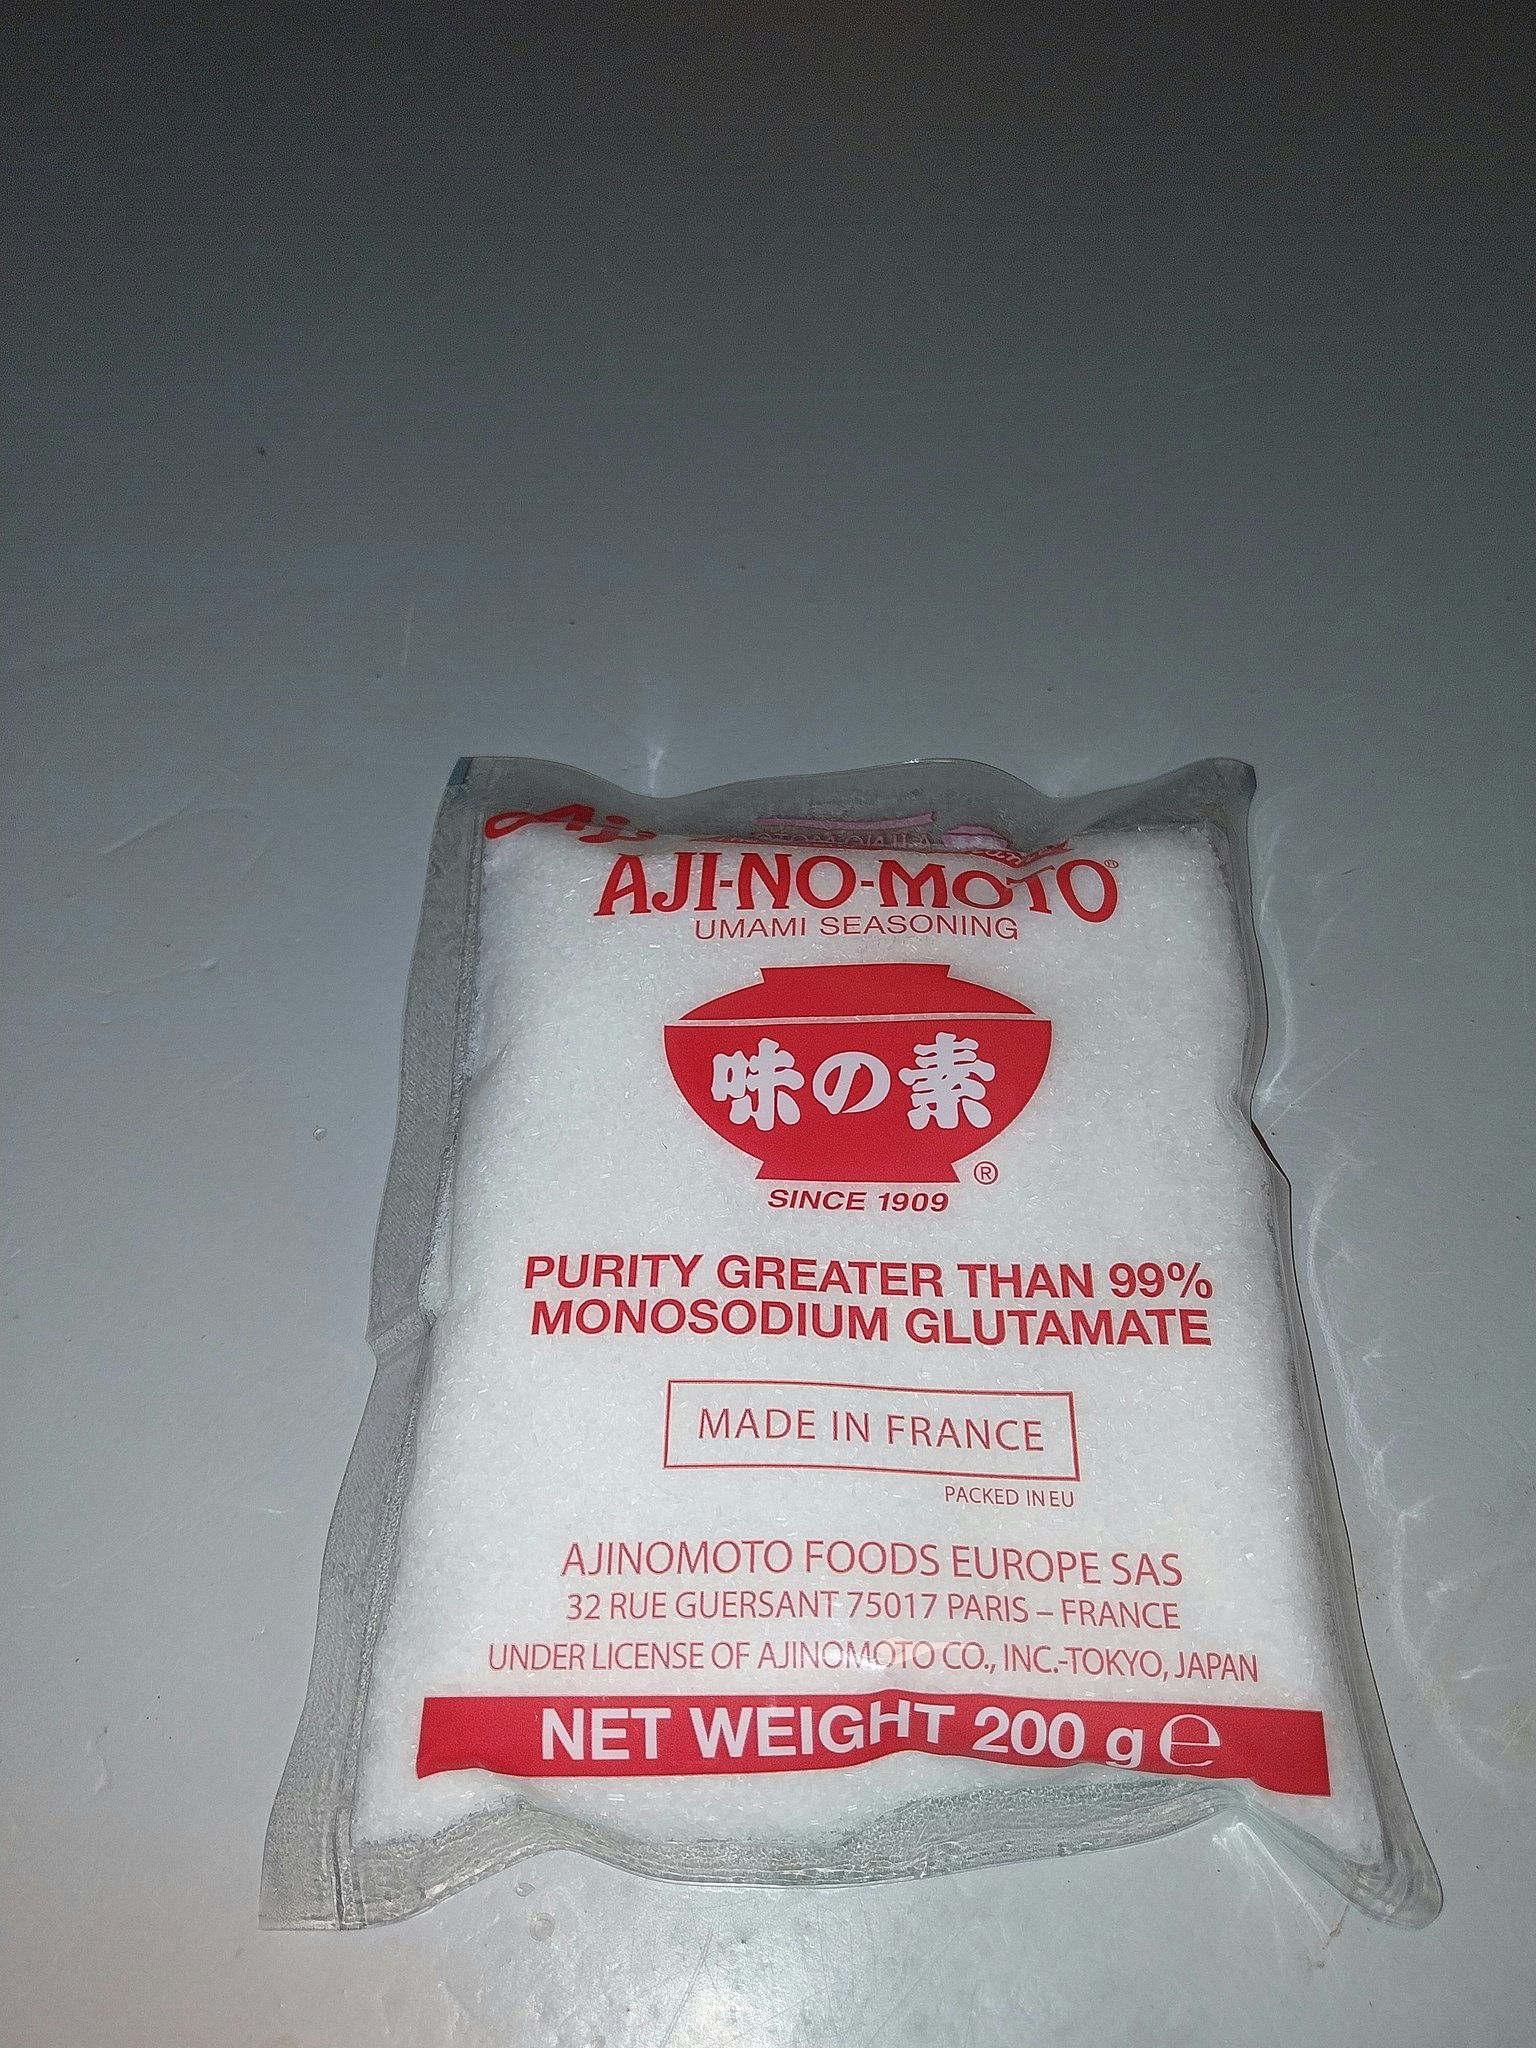 AJI-NO-MOTO®
UMAMI SEASONING
味の素
®
SINCE 1909
PURITY GREATER THAN 99%
MONOSODIUM GLUTAMATE
MADE IN FRANCE
PACKED IN EU
AJINOMOTO FOODS EUROPE SAS
32 RUE GUERSANT 75017 PARIS – FRANCE
UNDER LICENSE OF AJINOMOTO CO., INC.-TOKYO, JAPAN
NET WEIGHT 200 g ℮